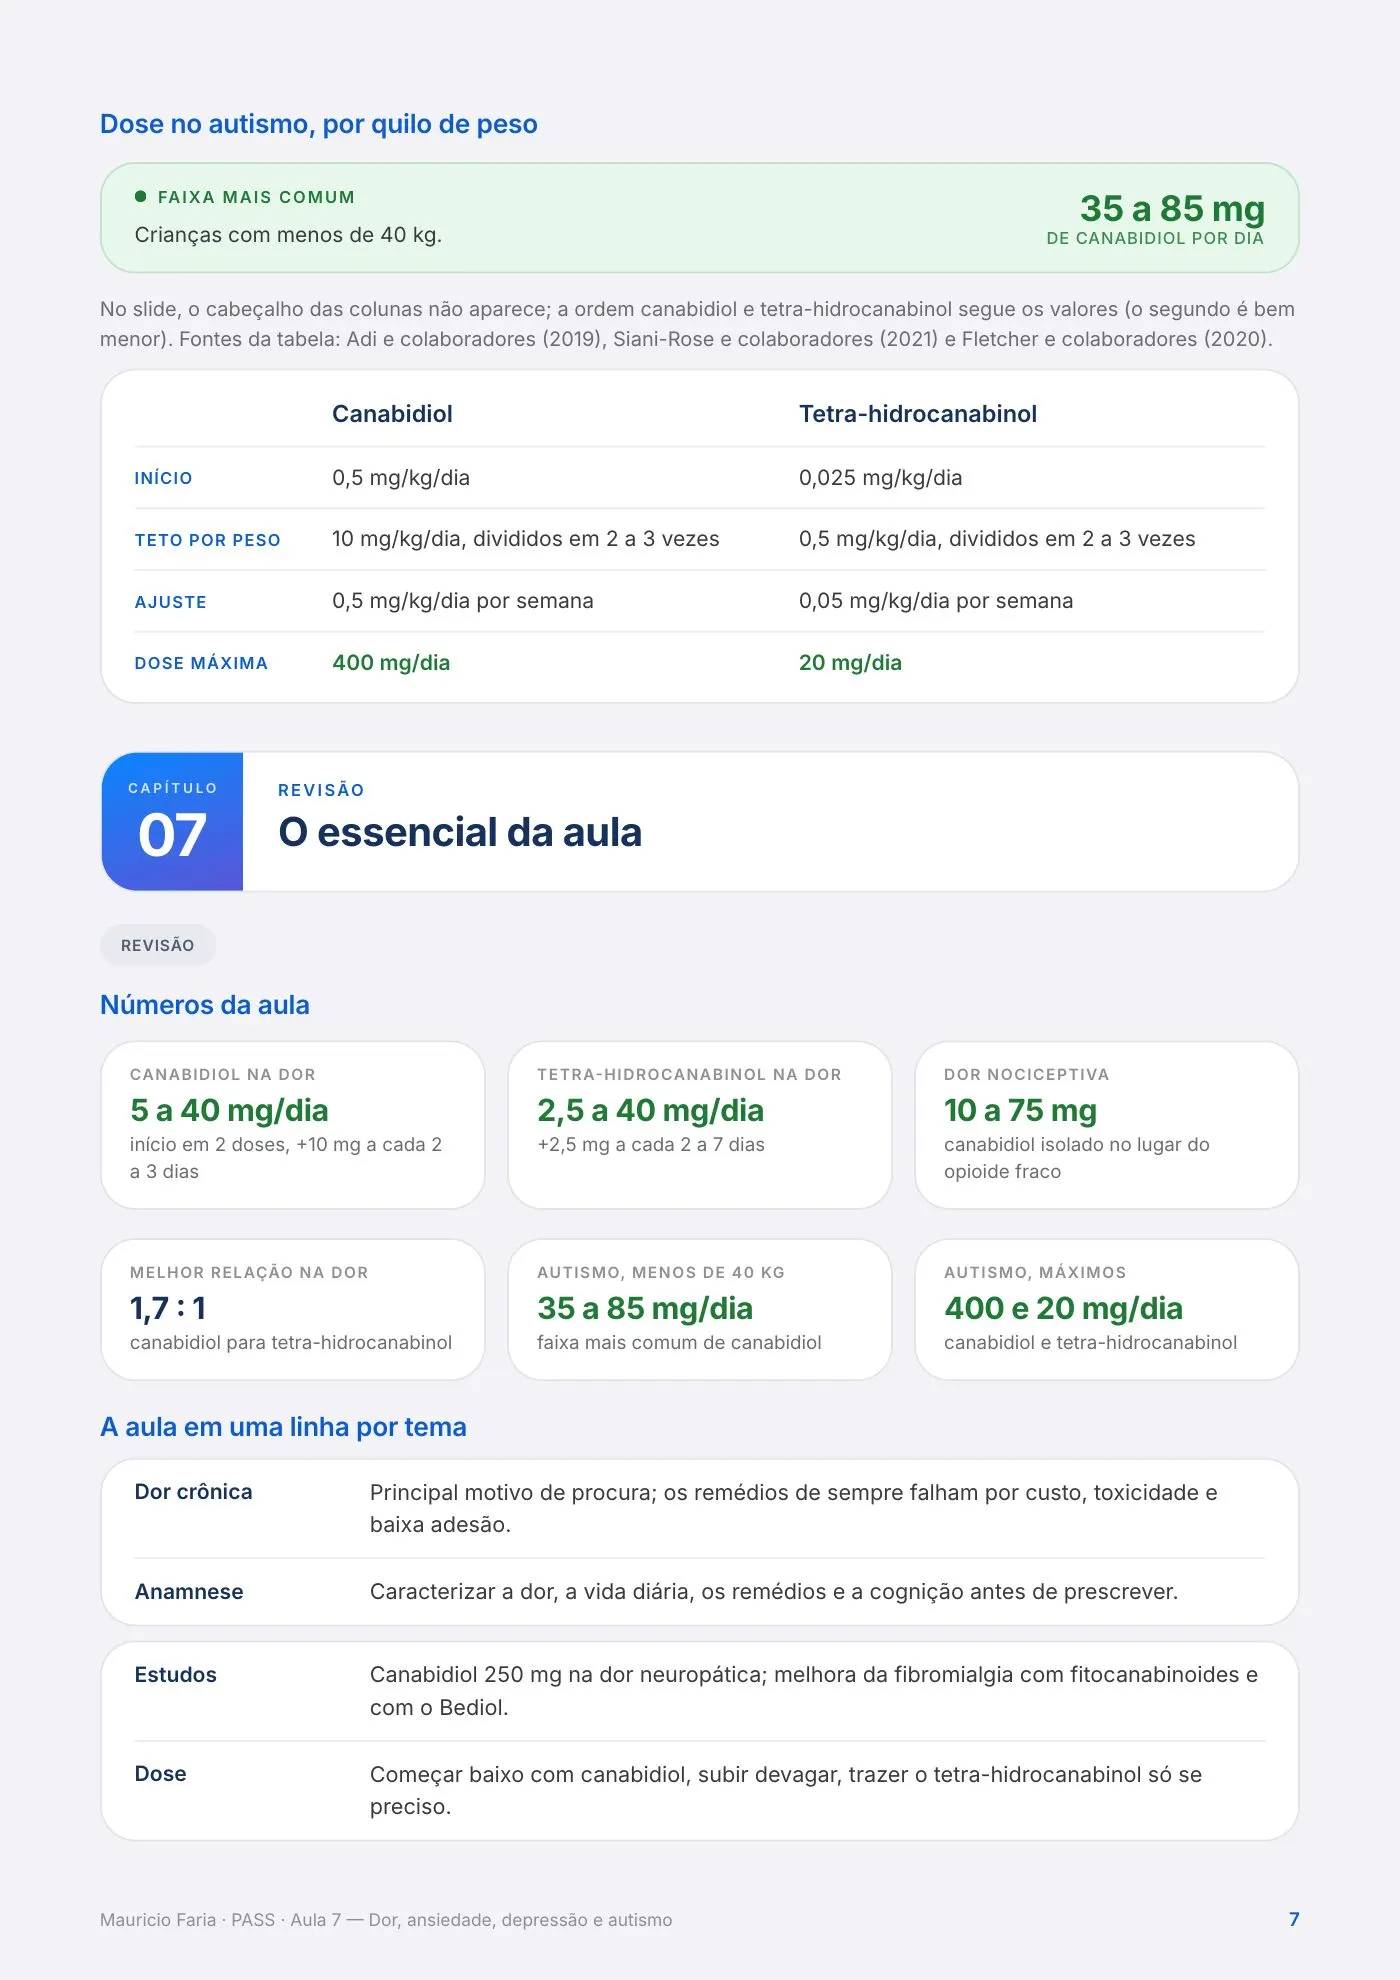 Dose no autismo, por quilo de peso
FAIXA MAIS COMUM
Crianças com menos de 40 kg.
35 a 85 mg
DE CANABIDIOL POR DIA
No slide, o cabeçalho das colunas não aparece; a ordem canabidiol e tetra-hidrocanabinol segue os valores (o segundo é bem
menor). Fontes da tabela: Adi e colaboradores (2019), Siani-Rose e colaboradores (2021) e Fletcher e colaboradores (2020).
Canabidiol Tetra-hidrocanabinol
INÍCIO 0,5 mg/kg/dia 0,025 mg/kg/dia
TETO POR PESO 10 mg/kg/dia, divididos em 2 a 3 vezes 0,5 mg/kg/dia, divididos em 2 a 3 vezes
AJUSTE 0,5 mg/kg/dia por semana 0,05 mg/kg/dia por semana
DOSE MÁXIMA 400 mg/dia 20 mg/dia
CAPÍTULO
07
REVISÃO
O essencial da aula
REVISÃO
Números da aula
CANABIDIOL NA DOR
5 a 40 mg/dia
início em 2 doses, +10 mg a cada 2
a 3 dias
TETRA-HIDROCANABINOL NA DOR
2,5 a 40 mg/dia
+2,5 mg a cada 2 a 7 dias
DOR NOCICEPTIVA
10 a 75 mg
canabidiol isolado no lugar do
opioide fraco
MELHOR RELAÇÃO NA DOR
1,7 : 1
canabidiol para tetra-hidrocanabinol
AUTISMO, MENOS DE 40 KG
35 a 85 mg/dia
faixa mais comum de canabidiol
AUTISMO, MÁXIMOS
400 e 20 mg/dia
canabidiol e tetra-hidrocanabinol
A aula em uma linha por tema
Dor crônica Principal motivo de procura; os remédios de sempre falham por custo, toxicidade e
baixa adesão.
Anamnese Caracterizar a dor, a vida diária, os remédios e a cognição antes de prescrever.
Estudos Canabidiol 250 mg na dor neuropática; melhora da fibromialgia com fitocanabinoides e
com o Bediol.
Dose Começar baixo com canabidiol, subir devagar, trazer o tetra-hidrocanabinol só se
preciso.
Mauricio Faria · PASS · Aula 7 — Dor, ansiedade, depressão e autismo 7